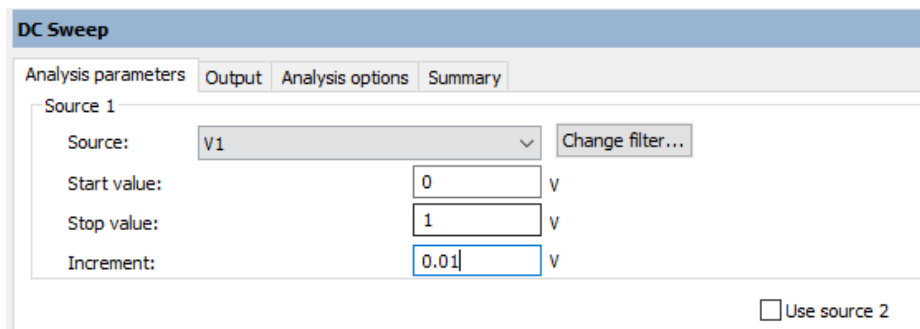 DC Sweep
Analysis parameters Output Analysis options Summary
Source 1
Source: V1 Change filter...
Start value: 0 V
Stop value: 1 V
Increment: 0.01 V
Use source 2